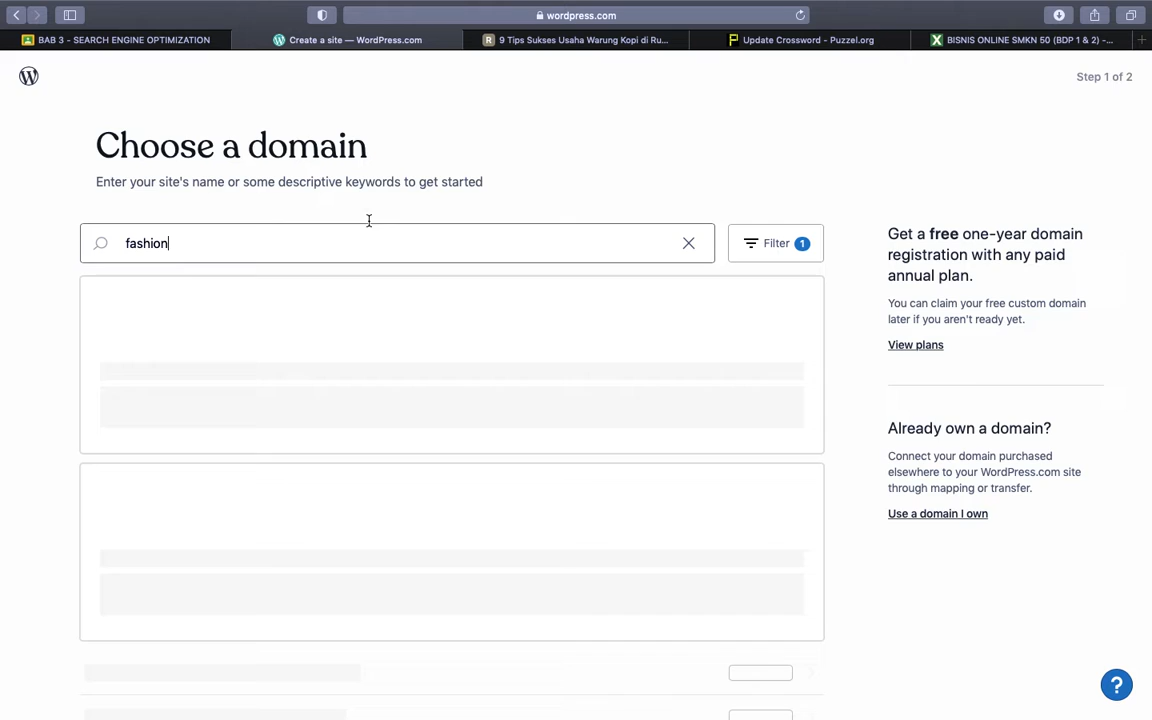 wordpress.com
BAB 3 - SEARCH ENGINE OPTIMIZATION
Create a site — WordPress.com
R 9 Tips Sukses Usaha Warung Kopi di Ru...
Update Crossword - Puzzel.org
BISNIS ONLINE SMKN 50 (BDP 1 & 2) -...
Step 1 of 2
Choose a domain
Enter your site's name or some descriptive keywords to get started
fashion
Filter 1
Get a free one-year domain
registration with any paid
annual plan.
You can claim your free custom domain
later if you aren't ready yet.
View plans
Already own a domain?
Connect your domain purchased
elsewhere to your WordPress.com site
through mapping or transfer.
Use a domain I own
?